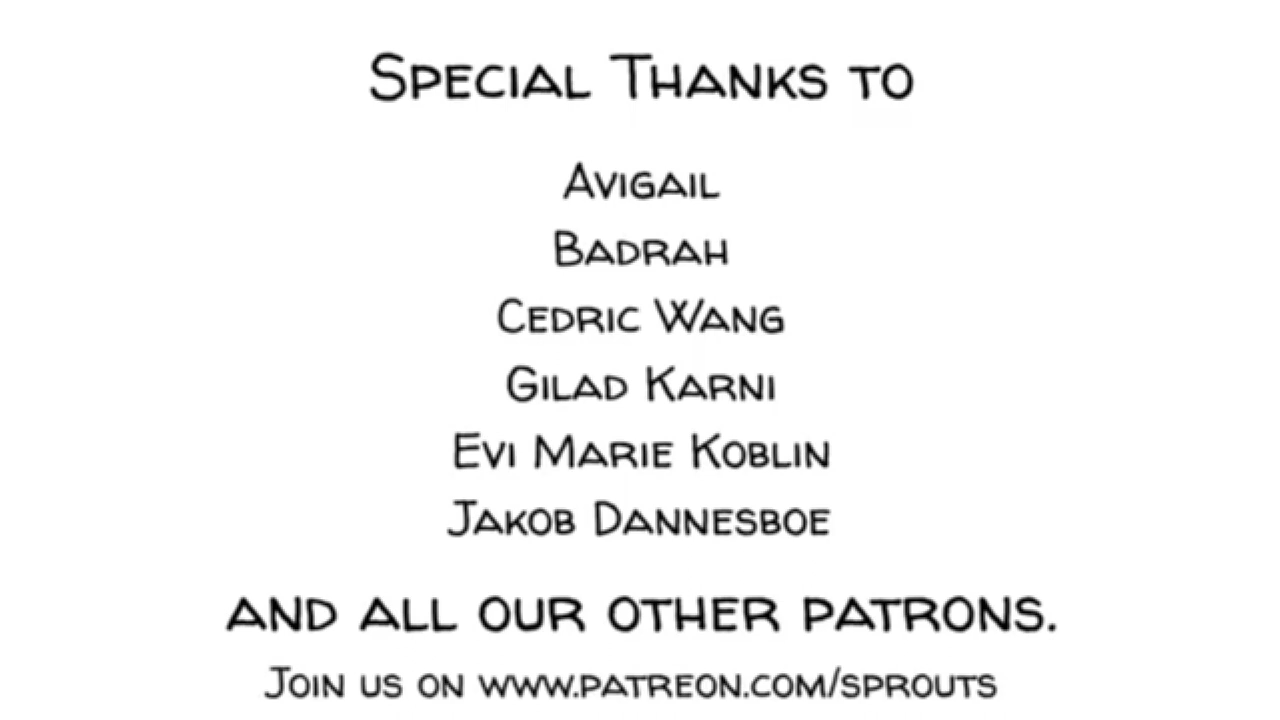 Special Thanks to
Avigail
Badrah
Cedric Wang
Gilad Karni
Evi Marie Koblin
Jakob Dannesboe
and all our other patrons.
Join us on www.patreon.com/sprouts